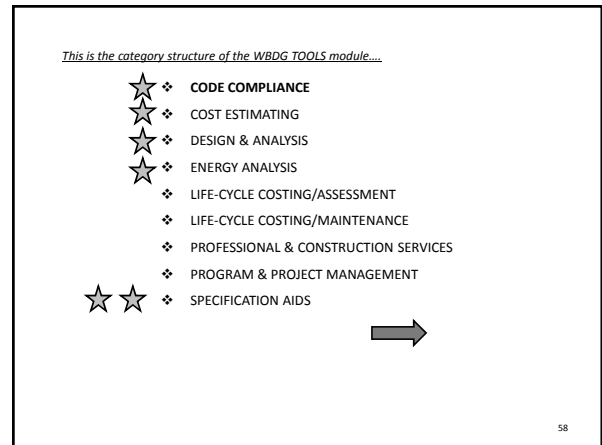 This is the category structure of the WBDG TOOLS module....
❖ CODE COMPLIANCE
❖ COST ESTIMATING
❖ DESIGN & ANALYSIS
❖ ENERGY ANALYSIS
❖ LIFE-CYCLE COSTING/ASSESSMENT
❖ LIFE-CYCLE COSTING/MAINTENANCE
❖ PROFESSIONAL & CONSTRUCTION SERVICES
❖ PROGRAM & PROJECT MANAGEMENT
❖ SPECIFICATION AIDS
58